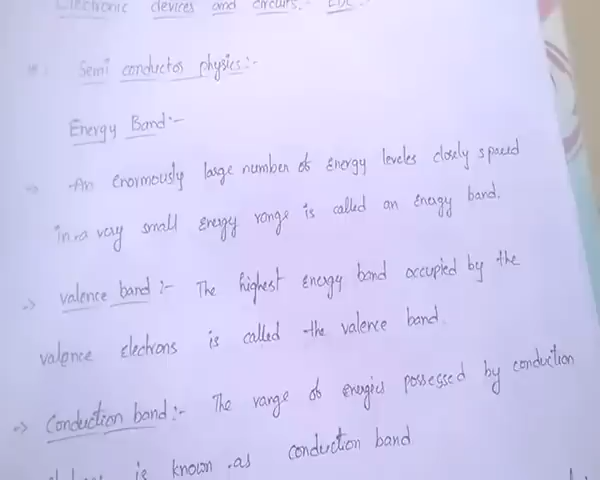 Electronic devices and circuits:- EDC
Semi conductor physics:-
Energy Band:-
→ An enormously large number of energy leveles closely spaced
in a very small energy range is called an energy band.
→ valence band :- The highest energy band occupied by the
valence electrons is called the valence band.
→ Conduction band:- The range of energies possessed by conduction
is known as conduction band